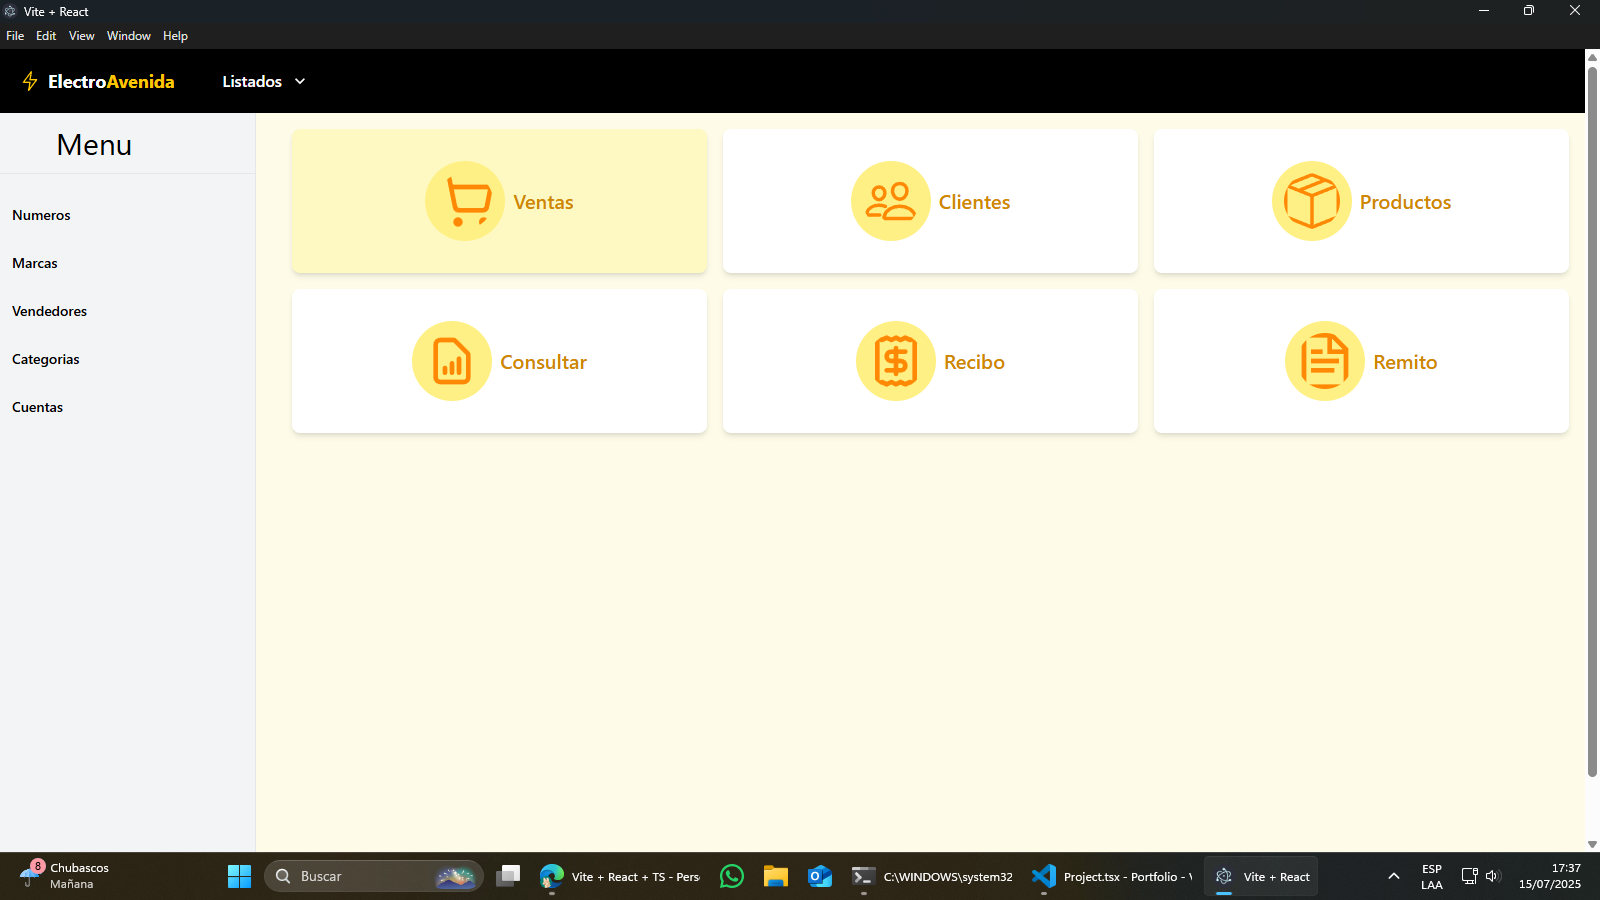 Vite + React
File Edit View Window Help
ElectroAvenida Listados
Menu
Numeros
Marcas
Vendedores
Categorias
Cuentas
Ventas
Clientes
Productos
Consultar
Recibo
Remito
8
Chubascos
Mañana
Buscar
Vite + React + TS - Pers
C:\WINDOWS\system32
Project.tsx - Portfolio -
Vite + React
ESP
LAA
17:37
15/07/2025